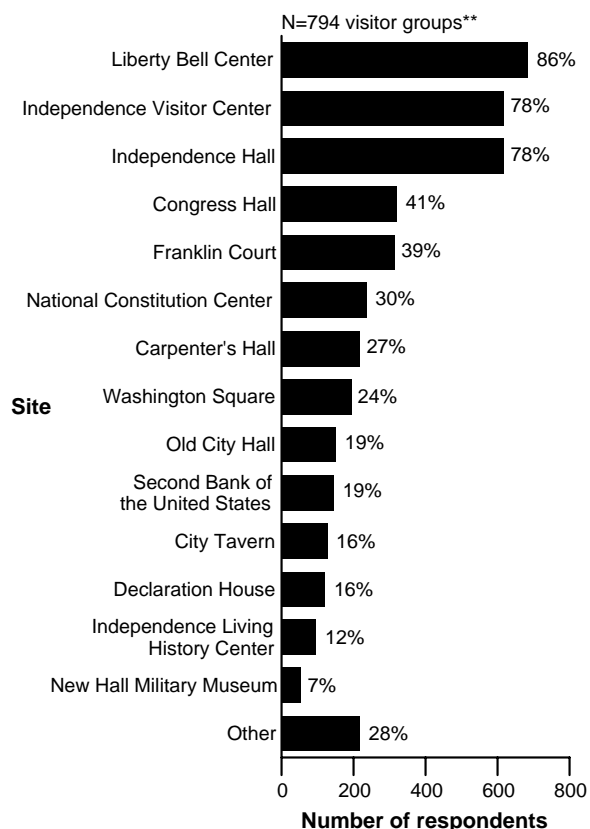 N=794 visitor groups**
Liberty Bell Center 86%
Independence Visitor Center 78%
Independence Hall 78%
Congress Hall 41%
Franklin Court 39%
National Constitution Center 30%
Carpenter's Hall 27%
Site
Washington Square 24%
Old City Hall 19%
Second Bank of
the United States 19%
City Tavern 16%
Declaration House 16%
Independence Living
History Center 12%
New Hall Military Museum 7%
Other 28%
0 200 400 600 800
Number of respondents